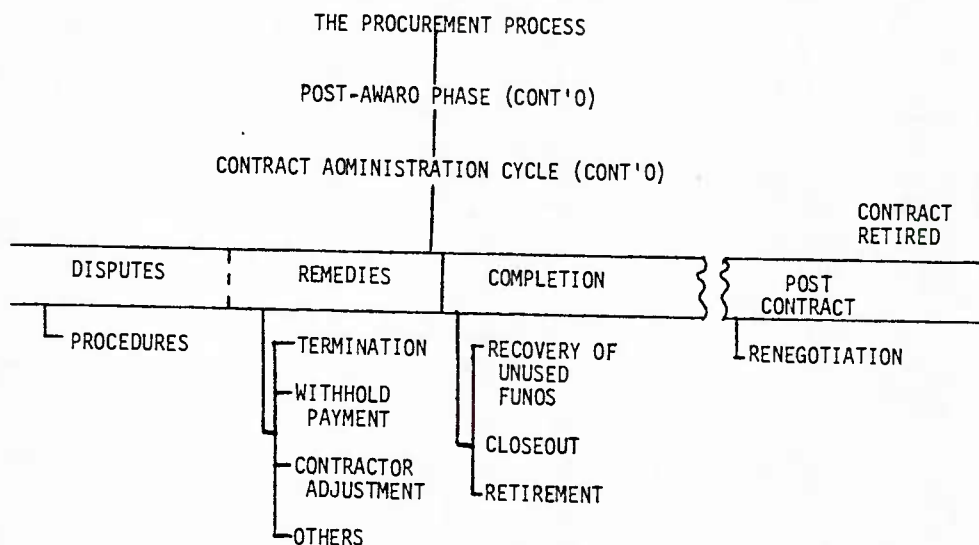 THE PROCUREMENT PROCESS
POST-AWARO PHASE (CONT'O)
CONTRACT AOMINISTRATION CYCLE (CONT'O)
CONTRACT
RETIRED
DISPUTES
REMEDIES
COMPLETION
POST
CONTRACT
PROCEDURES
TERMINATION
WITHHOLD
PAYMENT
CONTRACTOR
ADJUSTMENT
OTHERS
RECOVERY OF
UNUSED
FUNOS
CLOSEOUT
RETIREMENT
RENEGOTIATION